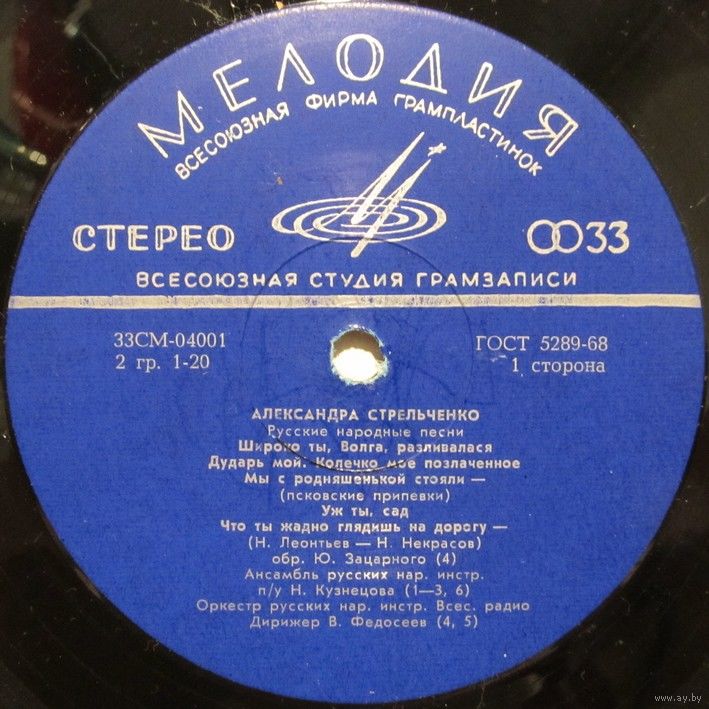 МЕЛОДИЯ
ВСЕСОЮЗНАЯ ФИРМА ГРАМПЛАСТИНОК
СТЕРЕО
33
ВСЕСОЮЗНАЯ СТУДИЯ ГРАМЗАПИСИ
33СМ-04001
2 гр. 1-20
ГОСТ 5289-68
1 сторона
АЛЕКСАНДРА СТРЕЛЬЧЕНКО
Русские народные песни
Широко ты, Волга, разливалася
Дударь мой. Колечко мое позлаченное
Мы с родняшенькой стояли —
(псковские припевки)
Уж ты, сад
Что ты жадно глядишь на дорогу —
(Н. Леонтьев — Н. Некрасов)
обр. Ю. Зацарного (4)
Ансамбль русских нар. инстр.
п/у Н. Кузнецова (1—3, 6)
Оркестр русских нар. инстр. Всес. радио
Дирижер В. Федосеев (4, 5)
www.ay.by